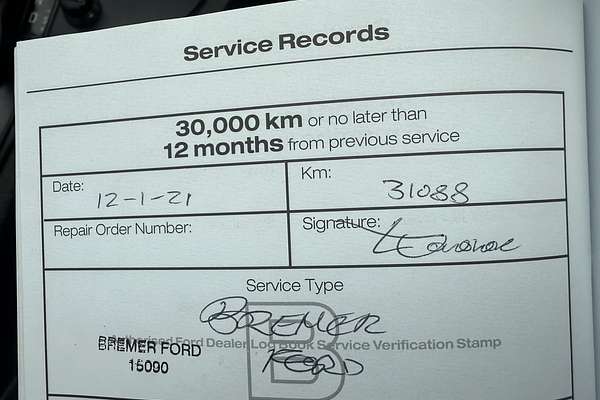 Service Records
30,000 km or no later than
12 months from previous service
Date:
12-1-21
Km:
31088
Repair Order Number:
Signature:
Service Type
B
BREMER
FORD
Authorised Ford Dealer Log Book Service Verification Stamp
BREMER FORD
15090